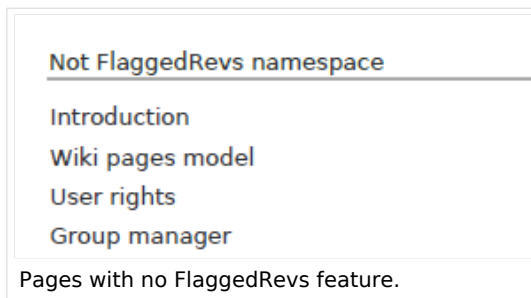 Not FlaggedRevs namespace
Introduction
Wiki pages model
User rights
Group manager
Pages with no FlaggedRevs feature.